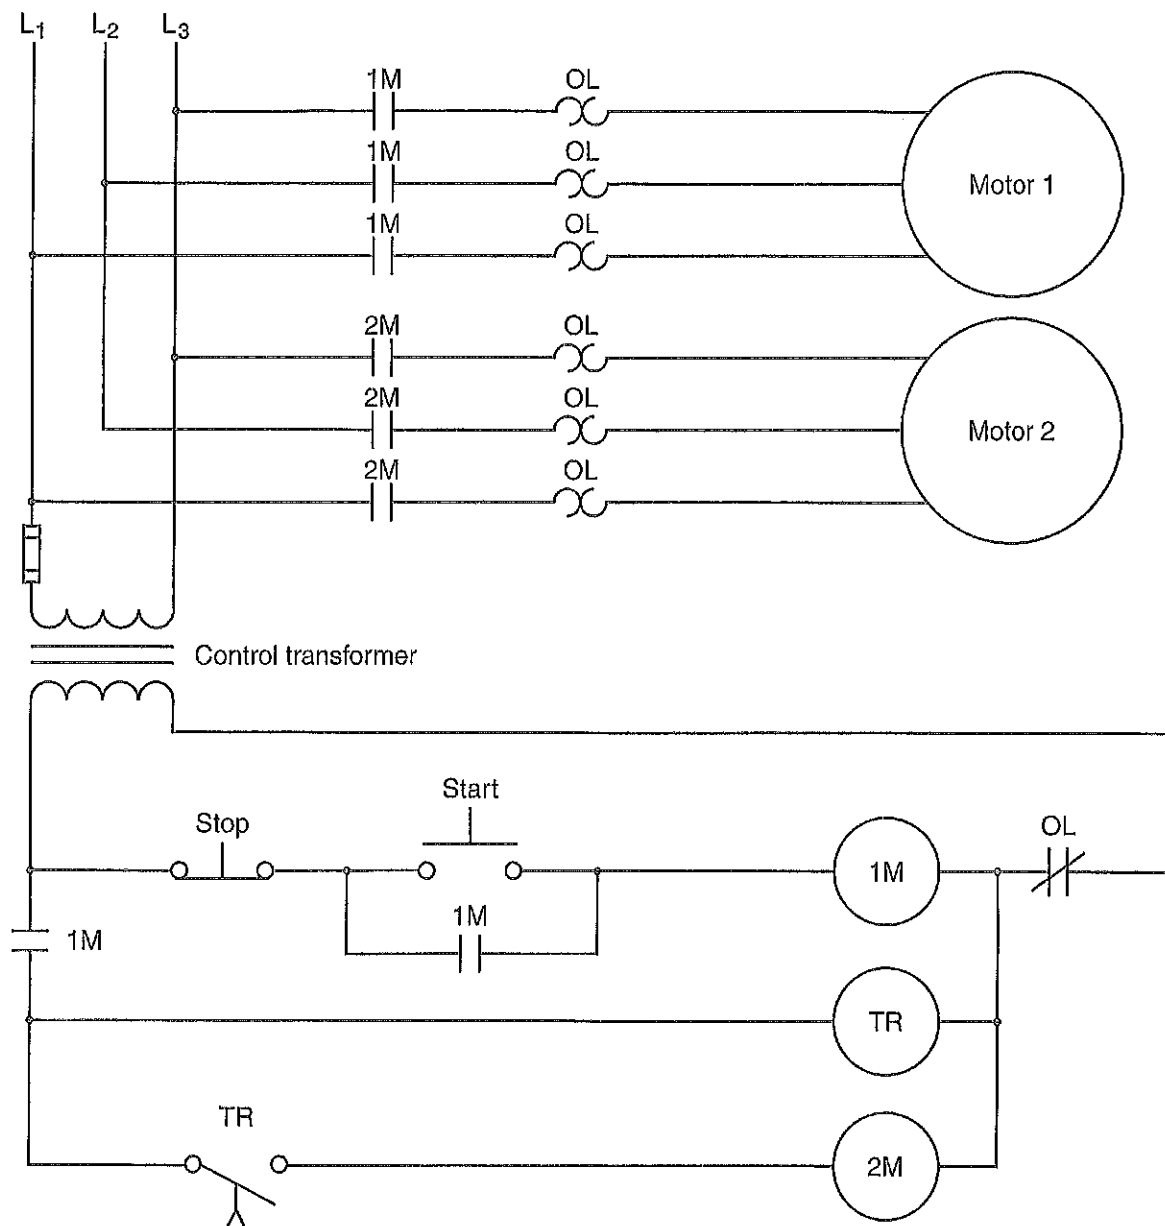 L1 L2 L3
1M OL
1M OL
Motor 1
1M OL
2M OL
2M OL
Motor 2
2M OL
Control transformer
Start
Stop
OL
1M
1M
1M
TR
TR
2M